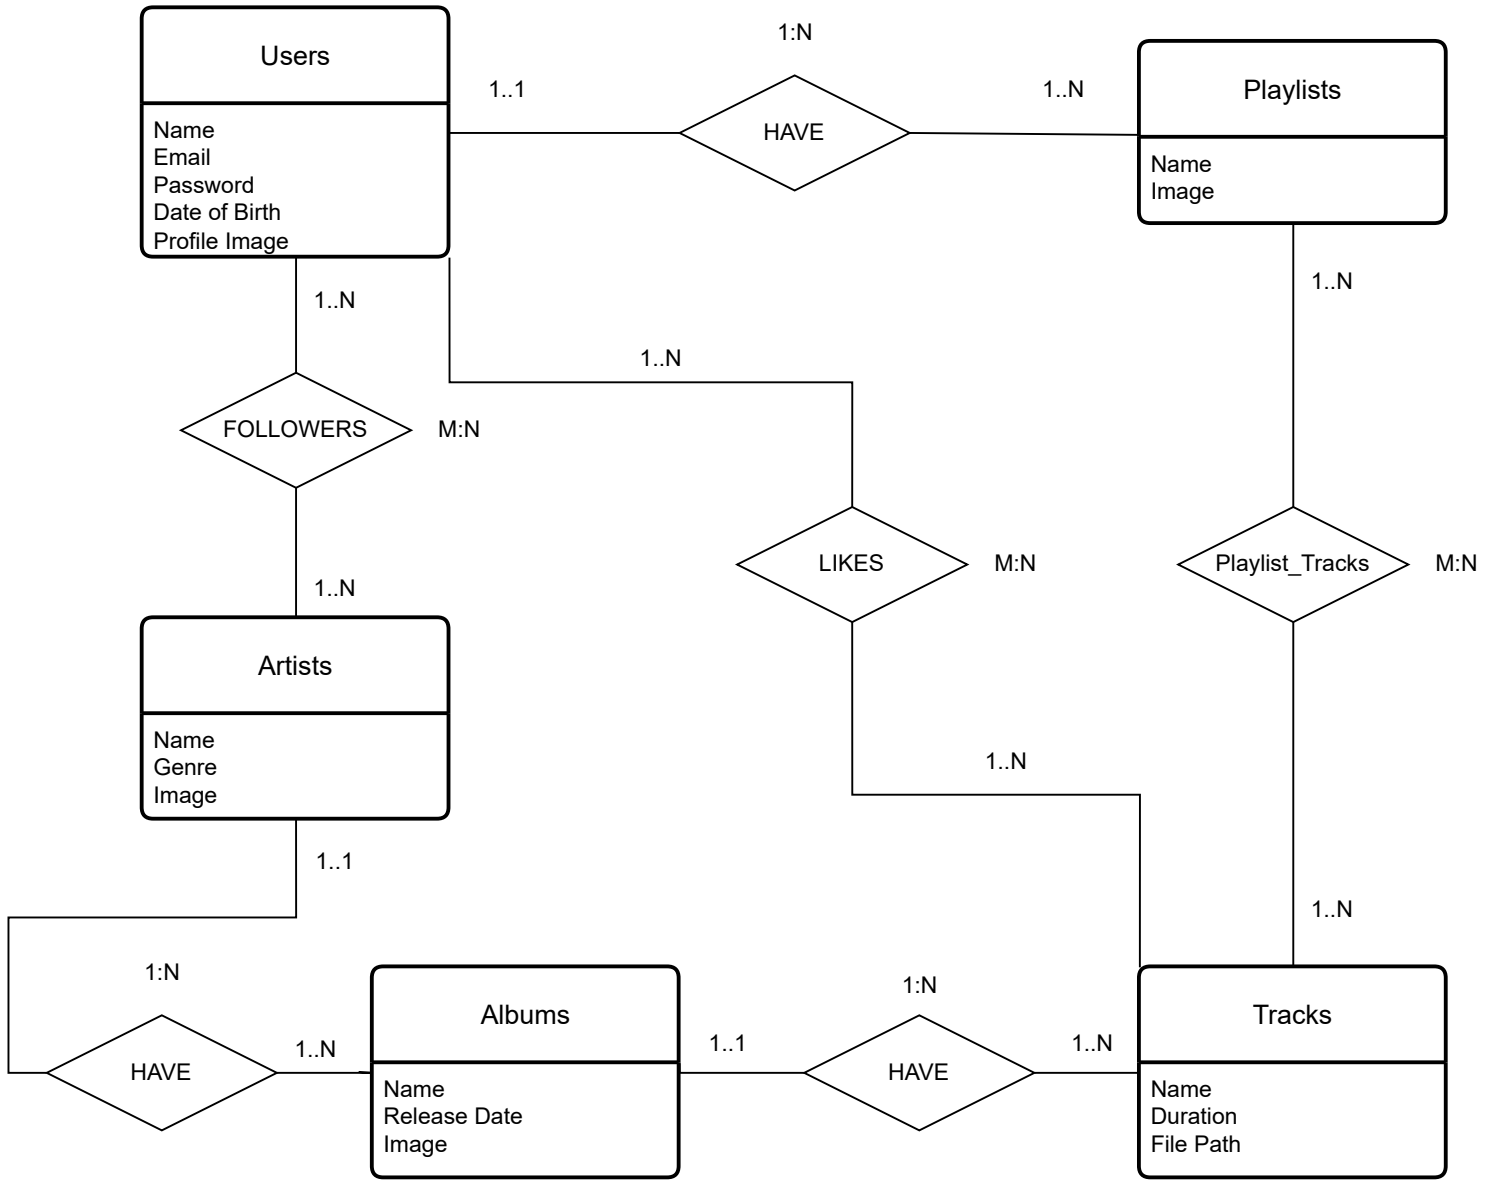 1:N
Users
1..1
1..N
Playlists
HAVE
Name
Email
Password
Date of Birth
Profile Image
Name
Image
1..N
1..N
1..N
FOLLOWERS
M:N
LIKES
M:N
Playlist_Tracks
M:N
1..N
Artists
Name
Genre
Image
1..N
1..1
1..N
1:N
1:N
Albums
Tracks
1..N
1..1
1..N
HAVE
HAVE
Name
Release Date
Image
Name
Duration
File Path